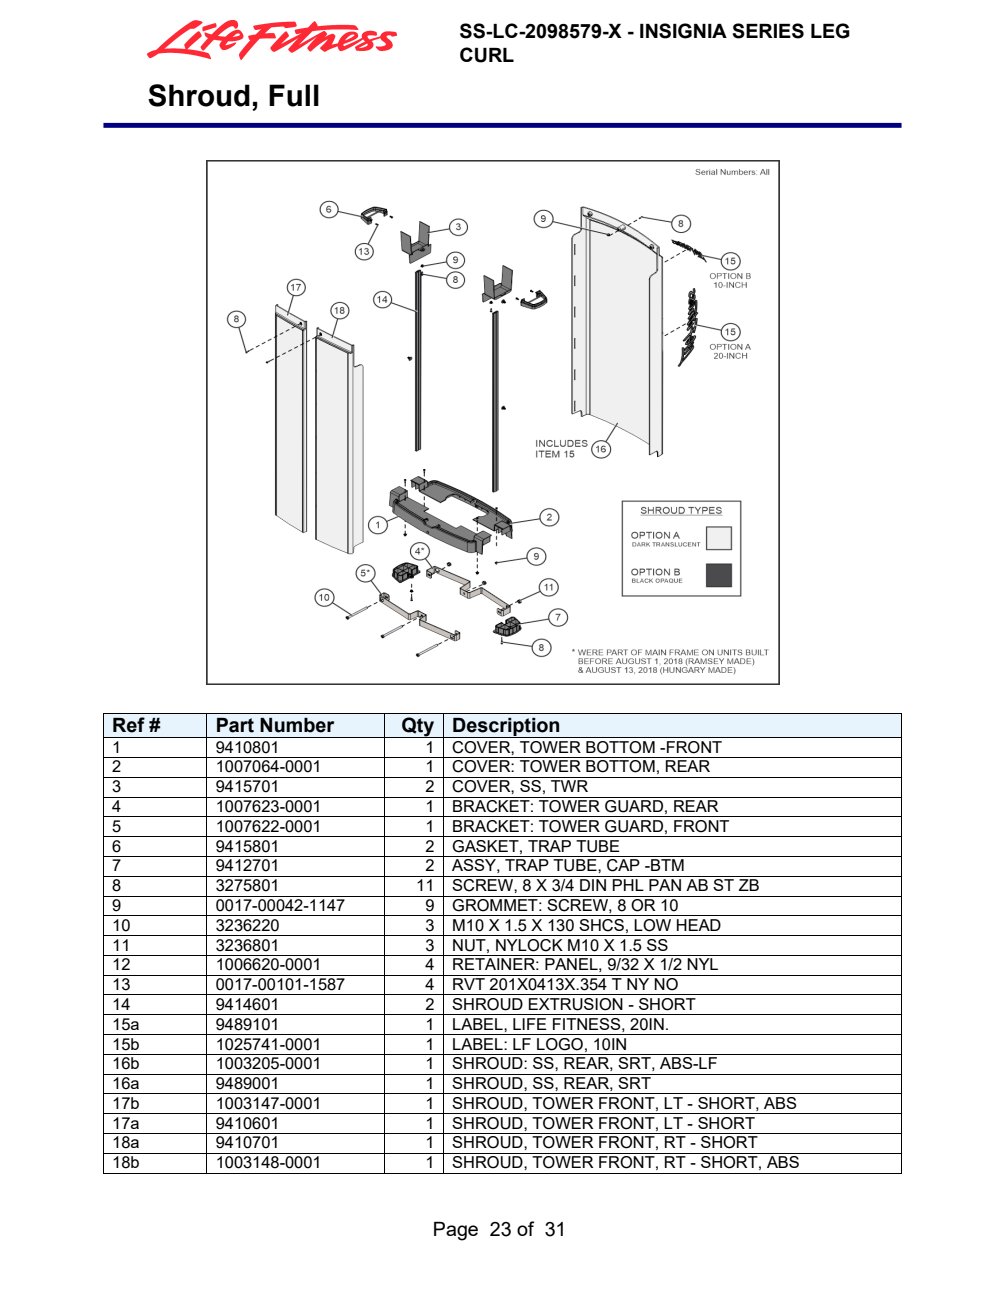 Life Fitness
SS-LC-2098579-X - INSIGNIA SERIES LEG
CURL
Shroud, Full
Serial Numbers: All
6
13
3
9
8
14
17
18
8
9
8
15
OPTION B
10-INCH
15
OPTION A
20-INCH
INCLUDES
ITEM 15
16
1
2
4*
5*
9
10
11
7
8
SHROUD TYPES
OPTION A
DARK TRANSLUCENT
OPTION B
BLACK OPAQUE
* WERE PART OF MAIN FRAME ON UNITS BUILT
BEFORE AUGUST 1, 2018 (RAMSEY MADE)
& AUGUST 13, 2018 (HUNGARY MADE)
Ref # Part Number Qty Description
1 9410801 1 COVER, TOWER BOTTOM -FRONT
2 1007064-0001 1 COVER: TOWER BOTTOM, REAR
3 9415701 2 COVER, SS, TWR
4 1007623-0001 1 BRACKET: TOWER GUARD, REAR
5 1007622-0001 1 BRACKET: TOWER GUARD, FRONT
6 9415801 2 GASKET, TRAP TUBE
7 9412701 2 ASSY, TRAP TUBE, CAP -BTM
8 3275801 11 SCREW, 8 X 3/4 DIN PHL PAN AB ST ZB
9 0017-00042-1147 9 GROMMET: SCREW, 8 OR 10
10 3236220 3 M10 X 1.5 X 130 SHCS, LOW HEAD
11 3236801 3 NUT, NYLOCK M10 X 1.5 SS
12 1006620-0001 4 RETAINER: PANEL, 9/32 X 1/2 NYL
13 0017-00101-1587 4 RVT 201X0413X.354 T NY NO
14 9414601 2 SHROUD EXTRUSION - SHORT
15a 9489101 1 LABEL, LIFE FITNESS, 20IN.
15b 1025741-0001 1 LABEL: LF LOGO, 10IN
16b 1003205-0001 1 SHROUD: SS, REAR, SRT, ABS-LF
16a 9489001 1 SHROUD, SS, REAR, SRT
17b 1003147-0001 1 SHROUD, TOWER FRONT, LT - SHORT, ABS
17a 9410601 1 SHROUD, TOWER FRONT, LT - SHORT
18a 9410701 1 SHROUD, TOWER FRONT, RT - SHORT
18b 1003148-0001 1 SHROUD, TOWER FRONT, RT - SHORT, ABS
Page 23 of 31